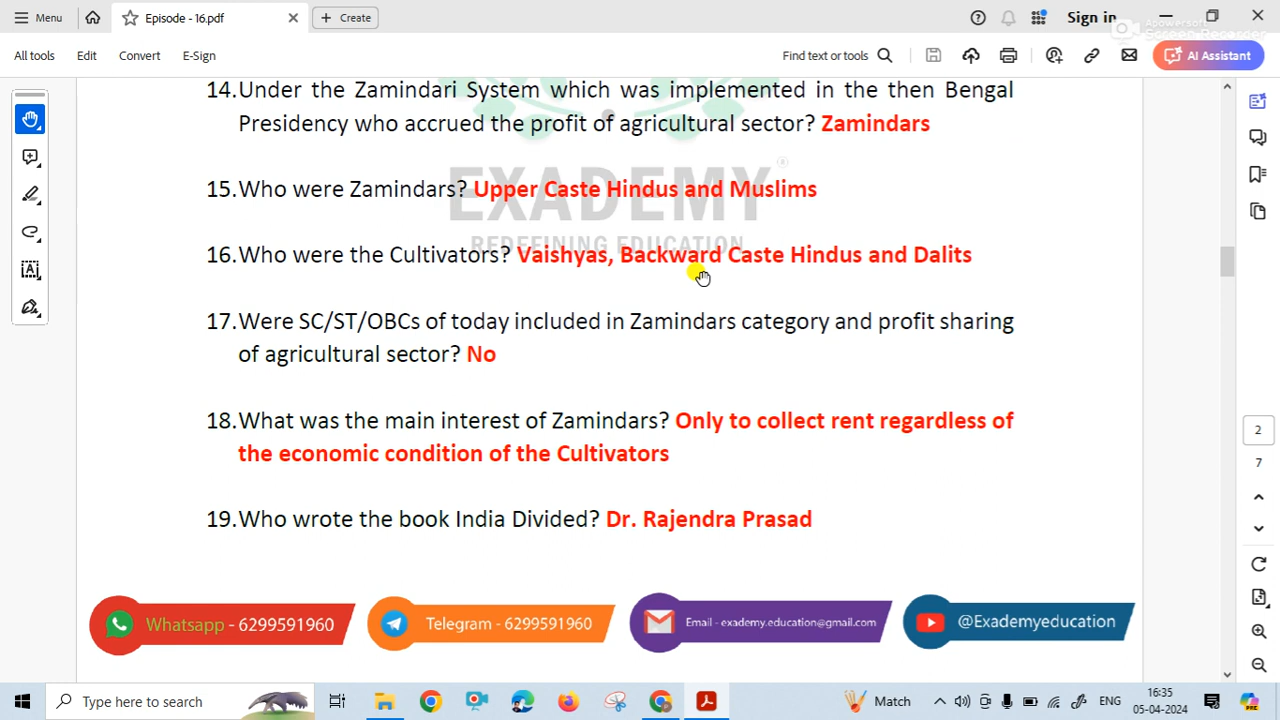 Menu
Episode - 16.pdf
Create
Sign in
Apowersoft
Screen Recorder
All tools
Edit
Convert
E-Sign
Find text or tools
AI Assistant
14.Under the Zamindari System which was implemented in the then Bengal
Presidency who accrued the profit of agricultural sector? Zamindars
EXADEMY
15.Who were Zamindars? Upper Caste Hindus and Muslims
REDEFINING EDUCATION
16.Who were the Cultivators? Vaishyas, Backward Caste Hindus and Dalits
17.Were SC/ST/OBCs of today included in Zamindars category and profit sharing
of agricultural sector? No
18.What was the main interest of Zamindars? Only to collect rent regardless of
the economic condition of the Cultivators
19.Who wrote the book India Divided? Dr. Rajendra Prasad
2
7
Whatsapp - 6299591960
Telegram - 6299591960
Email - exademy.education@gmail.com
@Exademyeducation
Type here to search
Match
ENG
16:35
05-04-2024